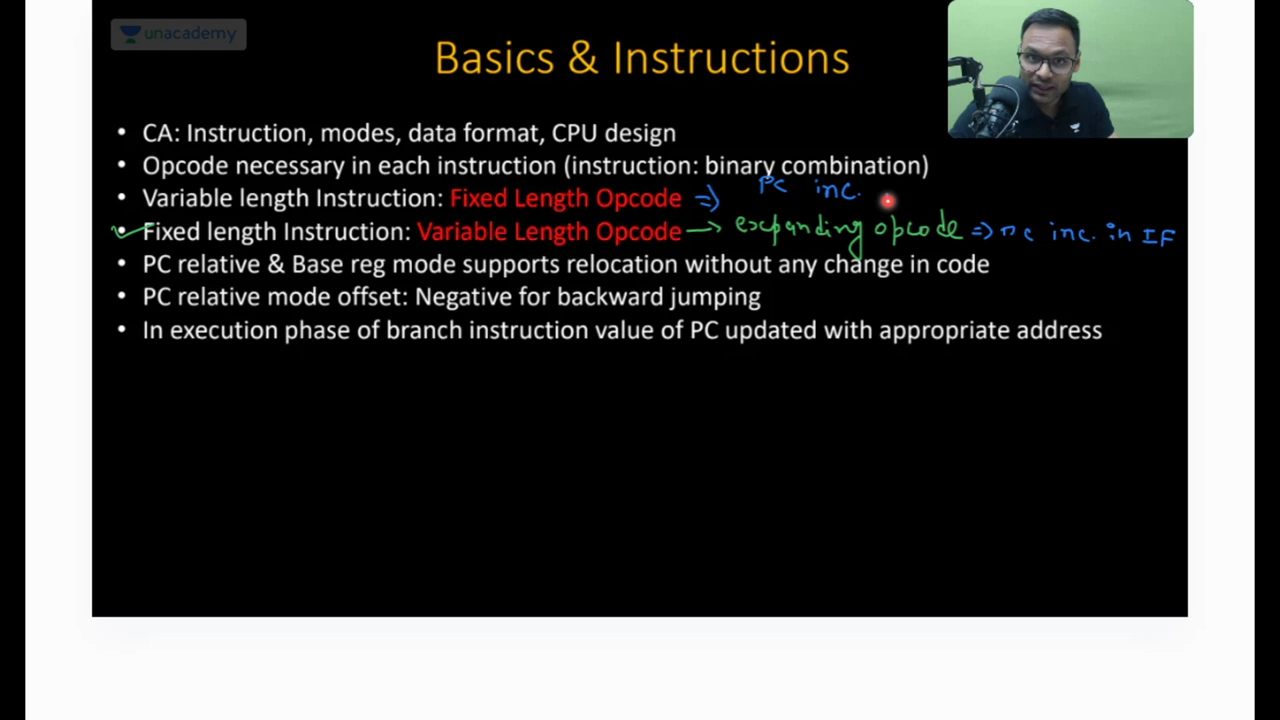 unacademy
Basics & Instructions
• CA: Instruction, modes, data format, CPU design
• Opcode necessary in each instruction (instruction: binary combination)
• Variable length Instruction: Fixed Length Opcode => PC inc.
• Fixed length Instruction: Variable Length Opcode → expanding opcode => PC inc. in IF
• PC relative & Base reg mode supports relocation without any change in code
• PC relative mode offset: Negative for backward jumping
• In execution phase of branch instruction value of PC updated with appropriate address